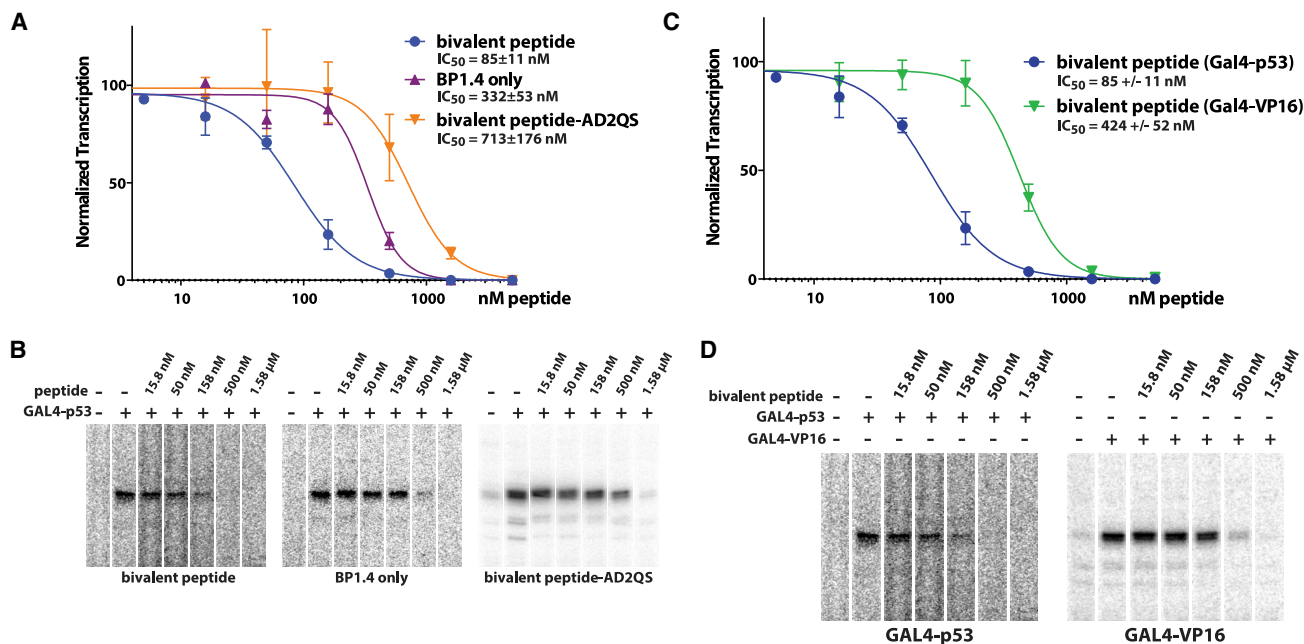 A
bivalent peptide
IC50 = 85±11 nM
BP1.4 only
IC50 = 332±53 nM
bivalent peptide-AD2QS
IC50 = 713±176 nM
Normalized Transcription
100
50
0
10 100 1000
nM peptide
C
bivalent peptide (Gal4-p53)
IC50 = 85 +/- 11 nM
bivalent peptide (Gal4-VP16)
IC50 = 424 +/- 52 nM
Normalized Transcription
100
50
0
10 100 1000
nM peptide
B
peptide - - 15.8 nM 50 nM 158 nM 500 nM 1.58 µM - - 15.8 nM 50 nM 158 nM 500 nM 1.58 µM - - 15.8 nM 50 nM 158 nM 500 nM 1.58 µM
GAL4-p53 - + + + + + + - + + + + + + - + + + + + +
bivalent peptide BP1.4 only bivalent peptide-AD2QS
D
bivalent peptide - - 15.8 nM 50 nM 158 nM 500 nM 1.58 µM - - 15.8 nM 50 nM 158 nM 500 nM 1.58 µM
GAL4-p53 - + + + + + + - - - - - - -
GAL4-VP16 - - - - - - - - + + + + + +
GAL4-p53 GAL4-VP16